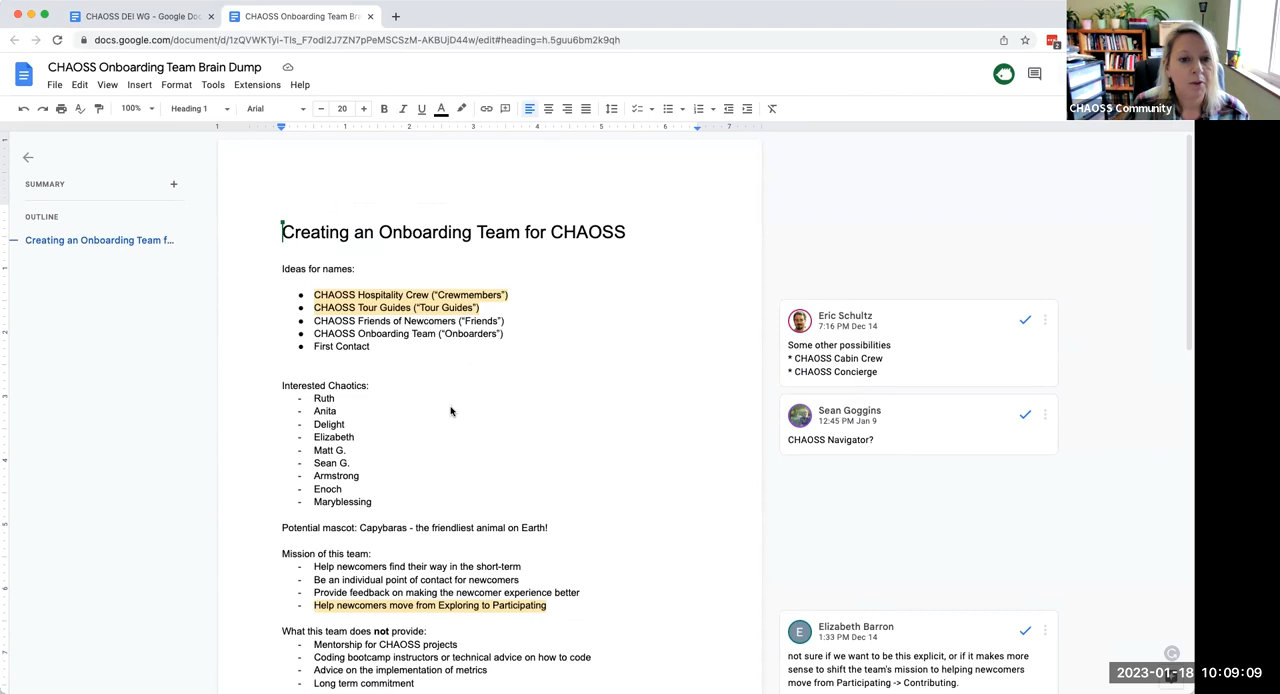 CHAOSS DEI WG - Google Doc
CHAOSS Onboarding Team Bra
docs.google.com/document/d/1zQVWKTyi-TIs_F7odI2J7ZN7pPeMSCSzM-AKBUjD44w/edit#heading=h.5guu6bm2k9qh
2
CHAOSS Onboarding Team Brain Dump
File Edit View Insert Format Tools Extensions Help
100% Heading 1 Arial 20
CHAOSS Community
1 1 2 3 4 5 6 7
SUMMARY
OUTLINE
Creating an Onboarding Team f...
Creating an Onboarding Team for CHAOSS
Ideas for names:
● CHAOSS Hospitality Crew ("Crewmembers")
● CHAOSS Tour Guides ("Tour Guides")
● CHAOSS Friends of Newcomers ("Friends")
● CHAOSS Onboarding Team ("Onboarders")
● First Contact
Interested Chaotics:
- Ruth
- Anita
- Delight
- Elizabeth
- Matt G.
- Sean G.
- Armstrong
- Enoch
- Maryblessing
Potential mascot: Capybaras - the friendliest animal on Earth!
Mission of this team:
- Help newcomers find their way in the short-term
- Be an individual point of contact for newcomers
- Provide feedback on making the newcomer experience better
- Help newcomers move from Exploring to Participating
What this team does not provide:
- Mentorship for CHAOSS projects
- Coding bootcamp instructors or technical advice on how to code
- Advice on the implementation of metrics
- Long term commitment
Eric Schultz
7:16 PM Dec 14
Some other possibilities
* CHAOSS Cabin Crew
* CHAOSS Concierge
Sean Goggins
12:45 PM Jan 9
CHAOSS Navigator?
E
Elizabeth Barron
1:33 PM Dec 14
not sure if we want to be this explicit, or if it makes more
sense to shift the team's mission to helping newcomers
move from Participating -> Contributing.
2023-01-18 10:09:09